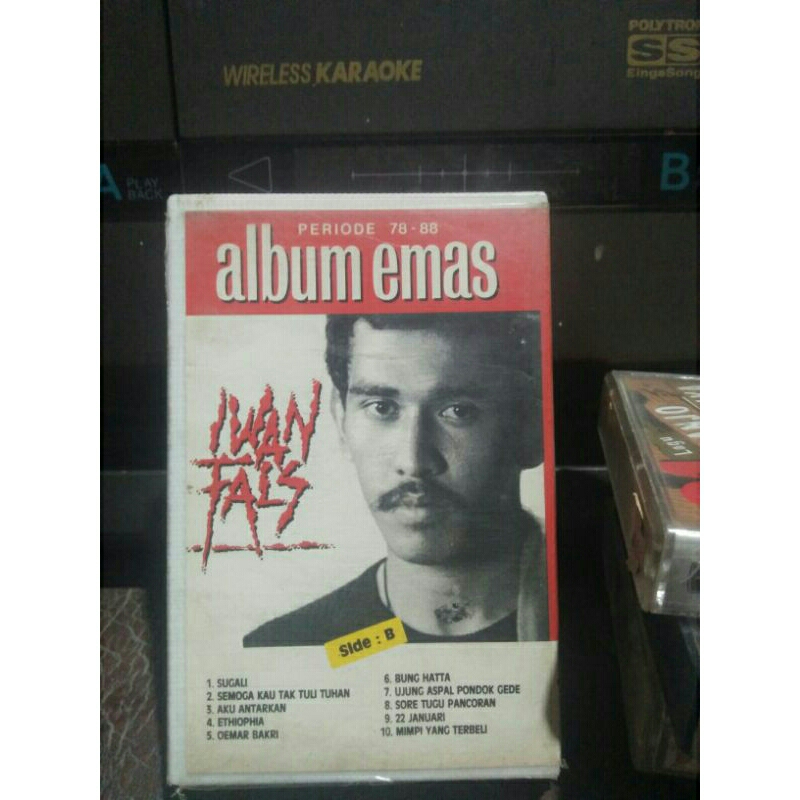 POLYTRON
WIRELESS KARAOKE
SS
SingaSong
A PLAY
BACK
B
PERIODE 78 - 88
album emas
IWAN
FALS
Side : B
1. SUGALI
2. SEMOGA KAU TAK TULI TUHAN
3. AKU ANTARKAN
4. ETHIOPHIA
5. OEMAR BAKRI
6. BUNG HATTA
7. UJUNG ASPAL PONDOK GEDE
8. SORE TUGU PANCORAN
9. 22 JANUARI
10. MIMPI YANG TERBELI
Lagu